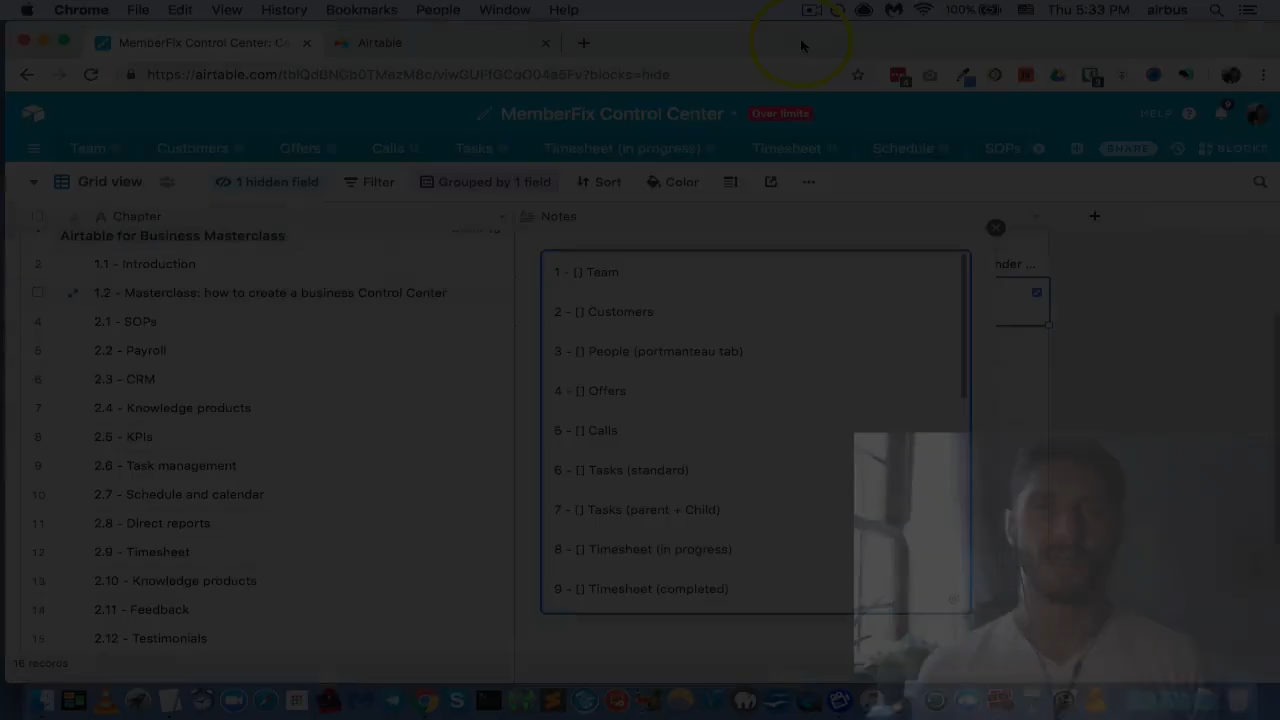 Chrome File Edit View History Bookmarks People Window Help 100% Thu 5:33 PM airbus
MemberFix Control Center: Co Airtable
MemberFix Control Center Over limits HELP
Team Customers Offers Calls Tasks Timesheet (in progress) Timesheet Schedule SOPs SHARE BLOCKS
Grid view 1 hidden field Filter Grouped by 1 field Sort Color
Chapter Notes
Airtable for Business Masterclass
2 1.1 - Introduction
1.2 - Masterclass: how to create a business Control Center
4 2.1 - SOPs
5 2.2 - Payroll
6 2.3 - CRM
7 2.4 - Knowledge products
8 2.5 - KPIs
9 2.6 - Task management
10 2.7 - Schedule and calendar
11 2.8 - Direct reports
12 2.9 - Timesheet
13 2.10 - Knowledge products
14 2.11 - Feedback
15 2.12 - Testimonials
16 records
1 - [] Team
2 - [] Customers
3 - [] People (portmanteau tab)
4 - [] Offers
5 - [] Calls
6 - [] Tasks (standard)
7 - [] Tasks (parent + Child)
8 - [] Timesheet (in progress)
9 - [] Timesheet (completed)
nder ...